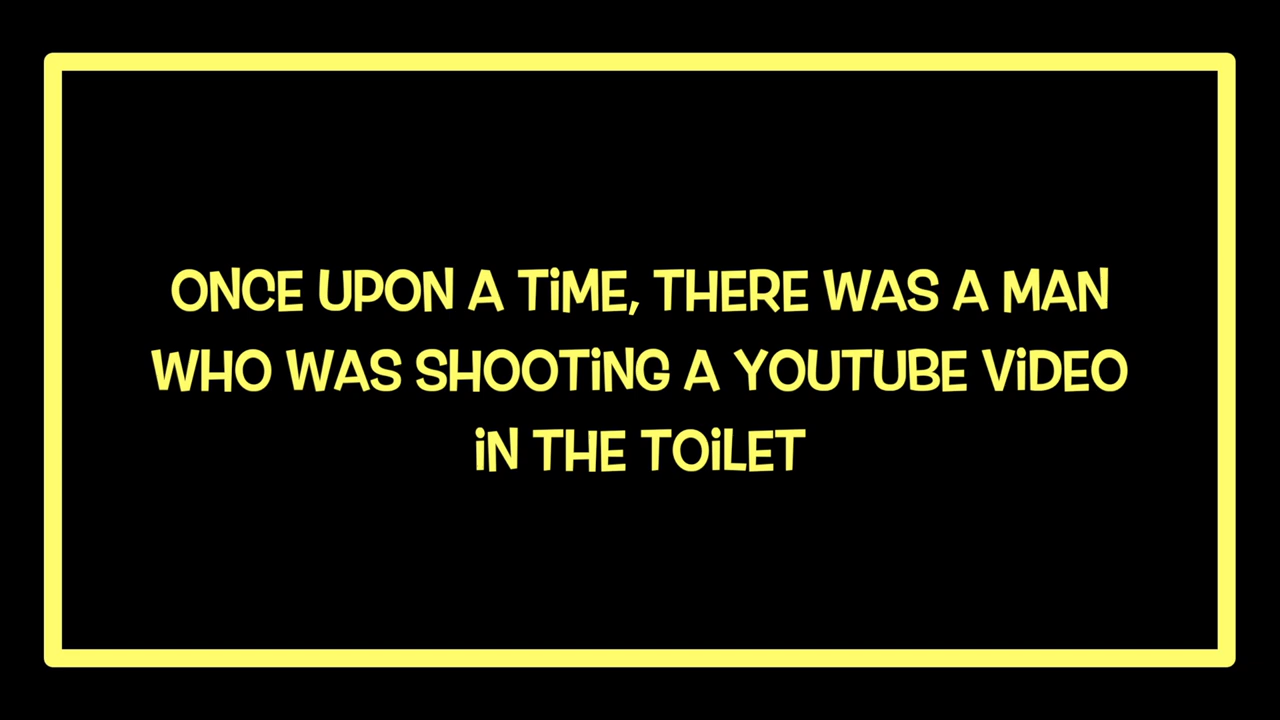 ONCE UPON A TiME, THERE WAS A MAN
WHO WAS SHOOTiNG A YOUTUBE ViDEO
iN THE TOiLET